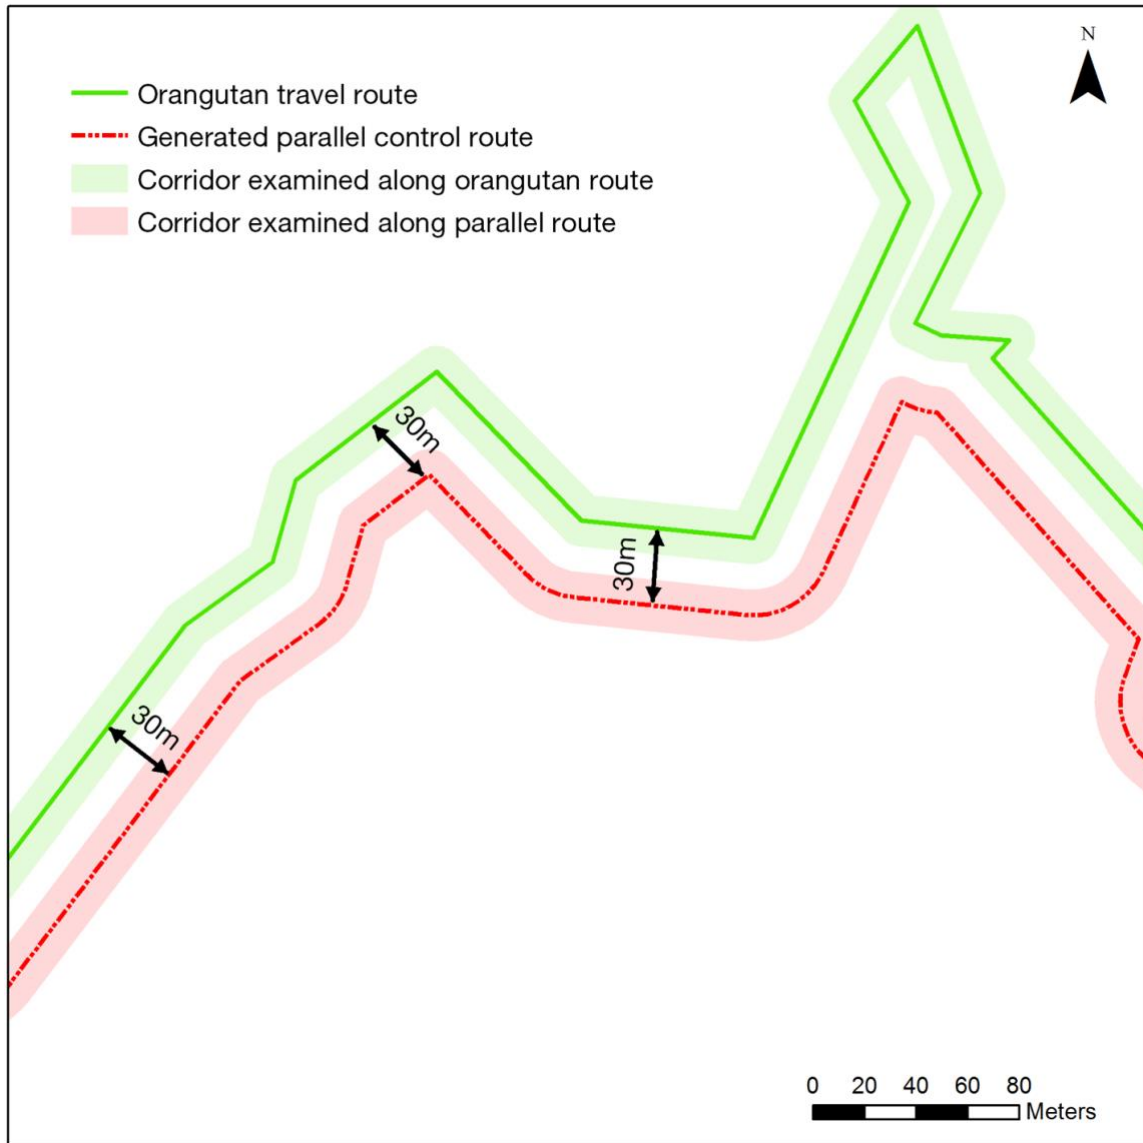 N
Orangutan travel route
Generated parallel control route
Corridor examined along orangutan route
Corridor examined along parallel route
30m
30m
30m
0 20 40 60 80
Meters